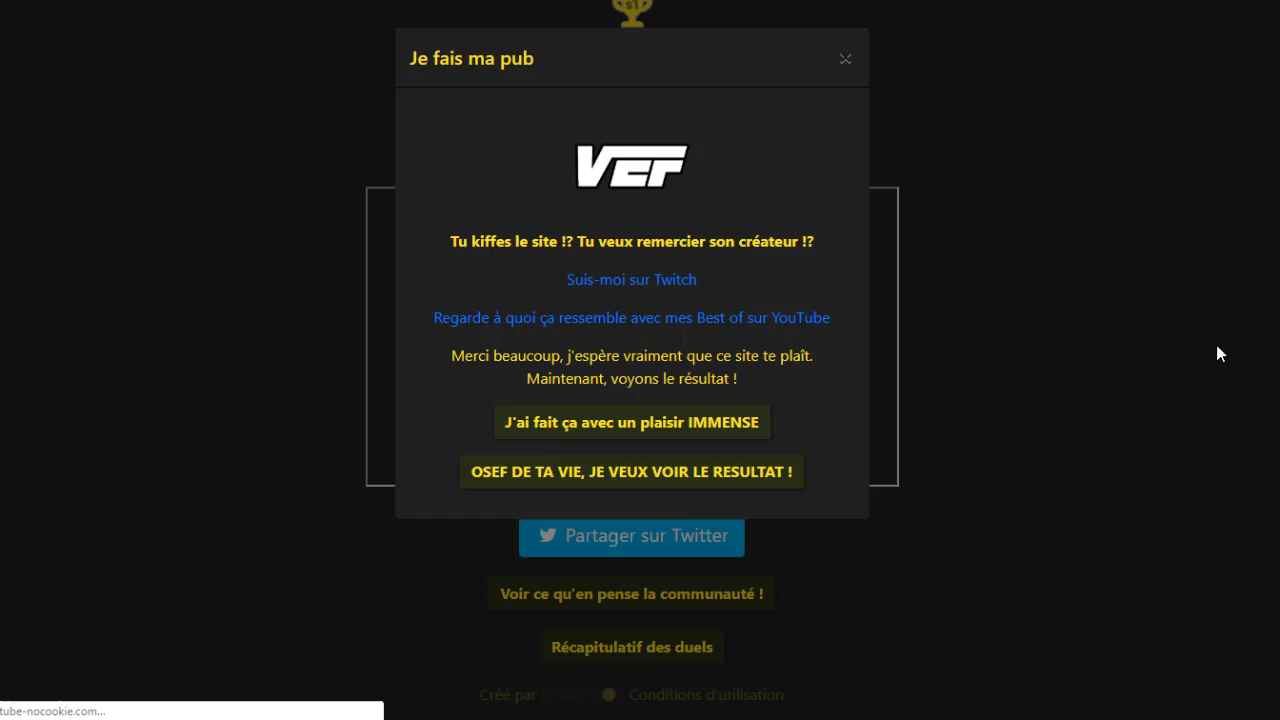 #1
Je fais ma pub
VEF
Tu kiffes le site !? Tu veux remercier son créateur !?
Suis-moi sur Twitch
Regarde à quoi ça ressemble avec mes Best of sur YouTube
Merci beaucoup, j'espère vraiment que ce site te plaît.
Maintenant, voyons le résultat !
J'ai fait ça avec un plaisir IMMENSE
OSEF DE TA VIE, JE VEUX VOIR LE RESULTAT !
Partager sur Twitter
Voir ce qu'en pense la communauté !
Récapitulatif des duels
Créé par
Conditions d'utilisation
tube-nocookie.com...